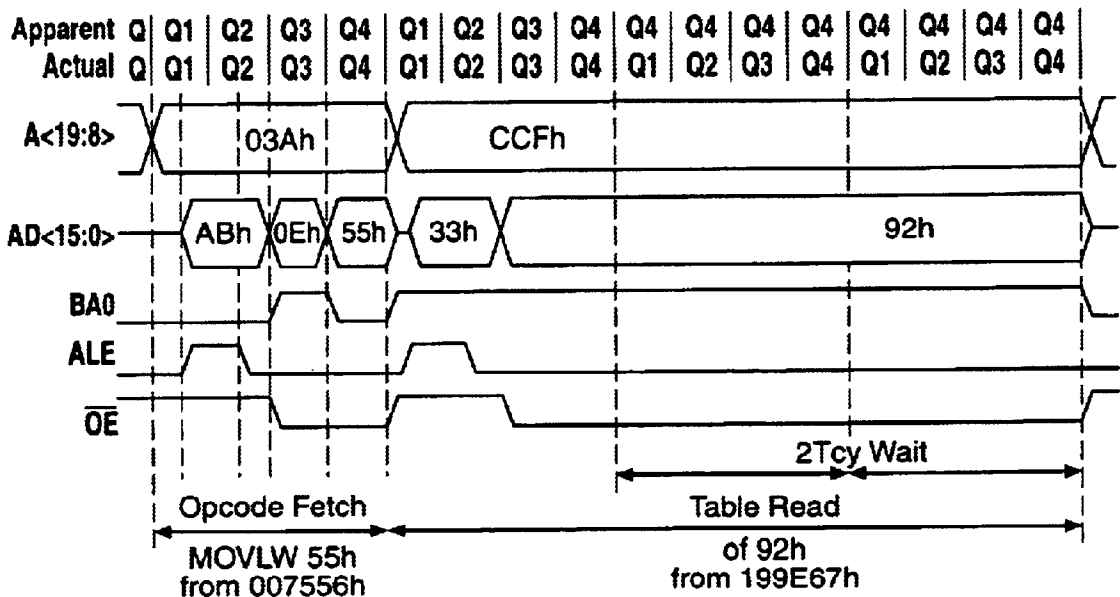 Apparent Q Q1 Q2 Q3 Q4 Q1 Q2 Q3 Q4 Q4 Q4 Q4 Q4 Q4 Q4 Q4 Q4
Actual Q Q1 Q2 Q3 Q4 Q1 Q2 Q3 Q4 Q1 Q2 Q3 Q4 Q1 Q2 Q3 Q4
A<19:8> 03Ah CCFh
AD<15:0> ABh 0Eh 55h 33h 92h
BA0
ALE
OE
2Tcy Wait
Opcode Fetch Table Read
MOVLW 55h of 92h
from 007556h from 199E67h